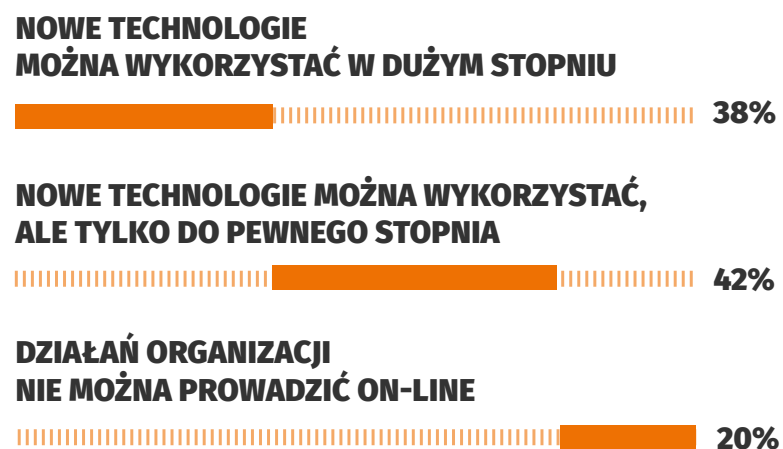 NOWE TECHNOLOGIE
MOŻNA WYKORZYSTAĆ W DUŻYM STOPNIU
38%
NOWE TECHNOLOGIE MOŻNA WYKORZYSTAĆ,
ALE TYLKO DO PEWNEGO STOPNIA
42%
DZIAŁAŃ ORGANIZACJI
NIE MOŻNA PROWADZIĆ ON-LINE
20%